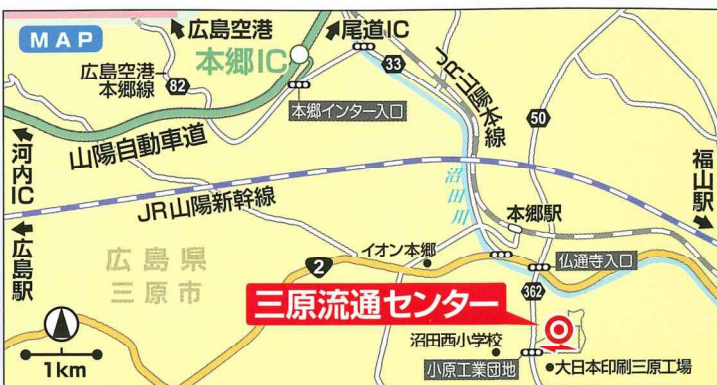 MAP
広島空港
尾道IC
本郷IC
広島空港
本郷線
82
33
JR山陽本線
本郷インター入口
50
山陽自動車道
河内IC
福山駅
沼田川
JR山陽新幹線
本郷駅
広島駅
広島県
三原市
イオン本郷
2
仏通寺入口
362
三原流通センター
1km
沼田西小学校
小原工業団地
大日本印刷三原工場